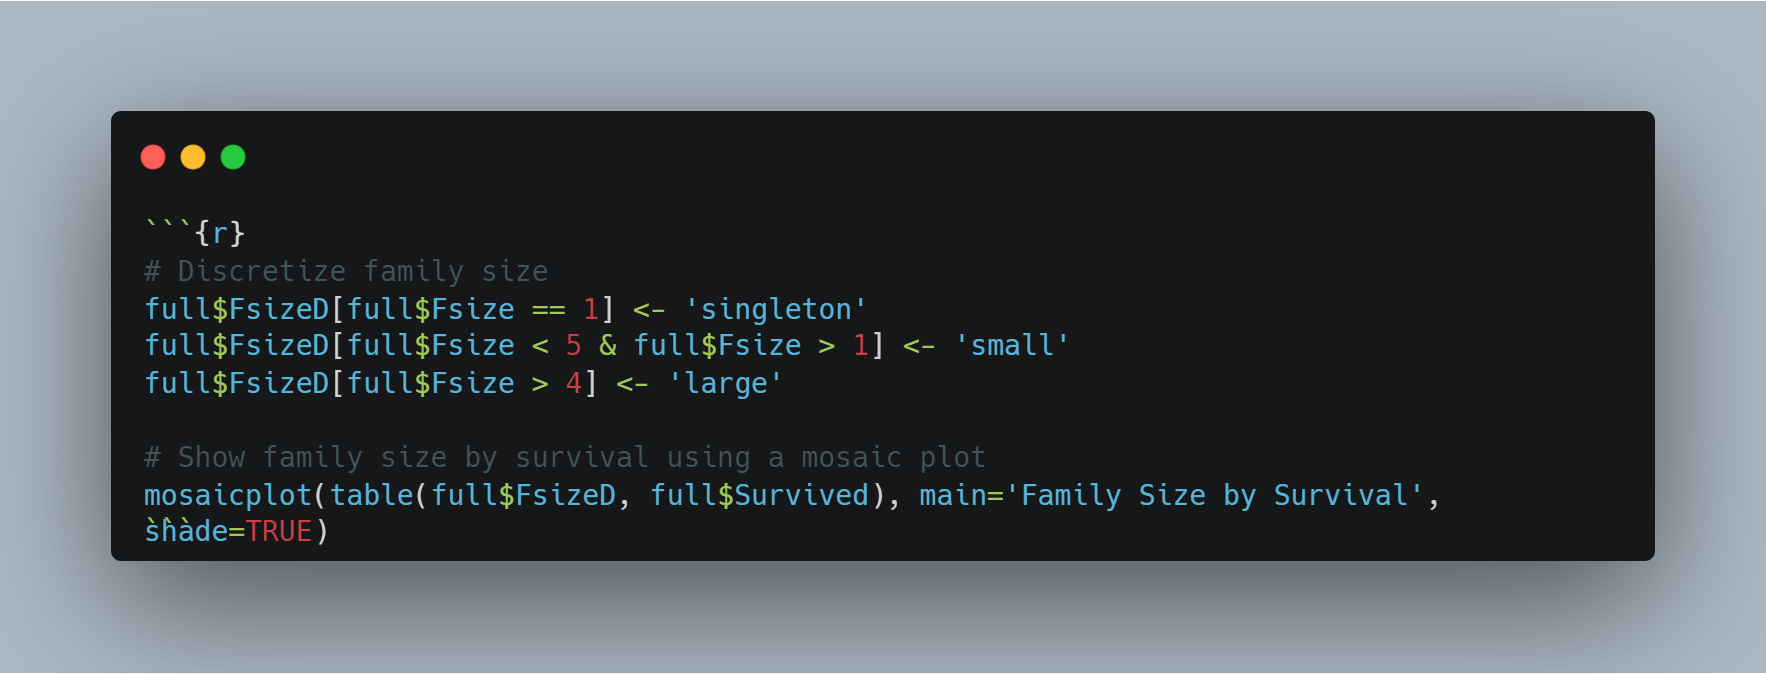 ```{r}
# Discretize family size
full$FsizeD[full$Fsize == 1] <- 'singleton'
full$FsizeD[full$Fsize < 5 & full$Fsize > 1] <- 'small'
full$FsizeD[full$Fsize > 4] <- 'large'
# Show family size by survival using a mosaic plot
mosaicplot(table(full$FsizeD, full$Survived), main='Family Size by Survival',
shade=TRUE)
```